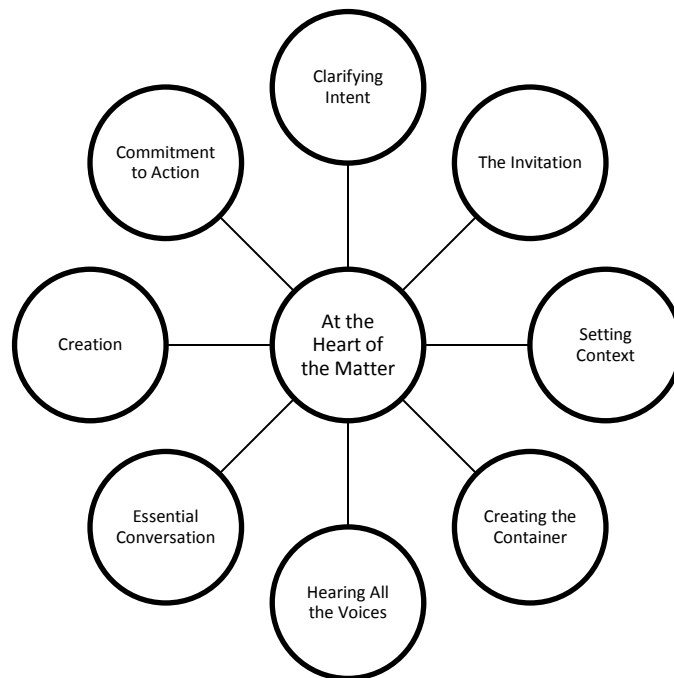 Clarifying
Intent
The Invitation
Setting
Context
Creating the
Container
Hearing All
the Voices
Essential
Conversation
Creation
Commitment
to Action
At the
Heart of
the Matter